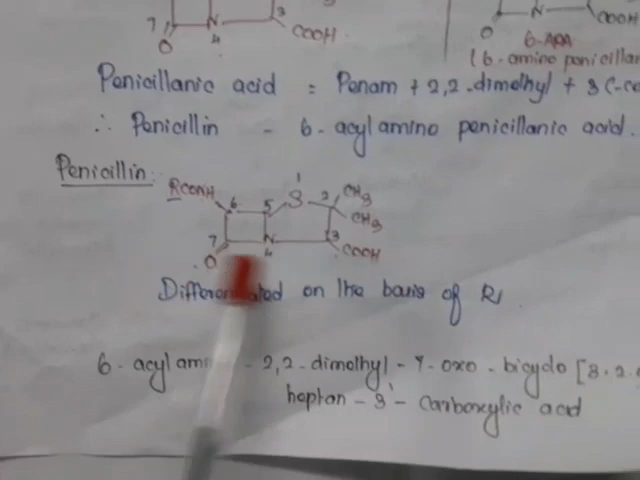 7
N
4
3
COOH
O
N
COOH
O
6-APA
(6-amino penicillan
Penicillanic acid = Penam + 2,2-dimethyl + 3 C-co
∴ Penicillin - 6-acylamino penicillanic acid.
Penicillin:
1
RCONH 6 5 S 2 CH3
CH3
7 N 3
O 4 COOH
Differentiated on the basis of R
6-acylami - 2,2-dimethyl-7-oxo-bicyclo [3.2.
heptan-3-carboxylic acid